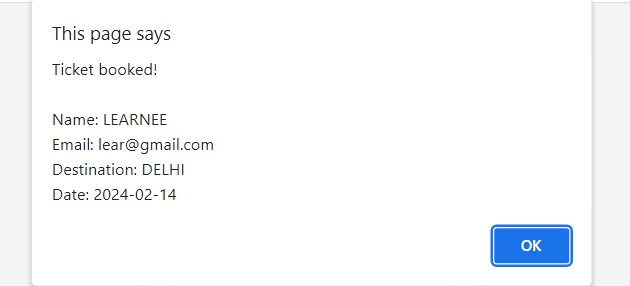 This page says
Ticket booked!
Name: LEARNEE
Email: lear@gmail.com
Destination: DELHI
Date: 2024-02-14
OK